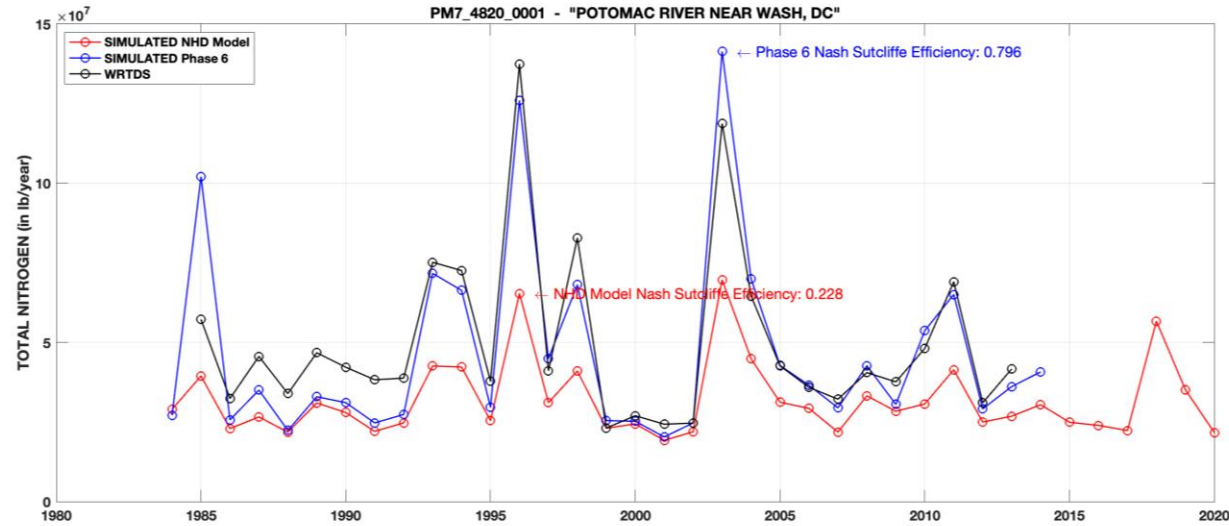 PM7_4820_0001 - "POTOMAC RIVER NEAR WASH, DC"
×10⁷
15
SIMULATED NHD Model
SIMULATED Phase 6
WRTDS
← Phase 6 Nash Sutcliffe Efficiency: 0.796
10
← NHD Model Nash Sutcliffe Efficiency: 0.228
TOTAL NITROGEN (in lb/year)
5
0
1980 1985 1990 1995 2000 2005 2010 2015 2020